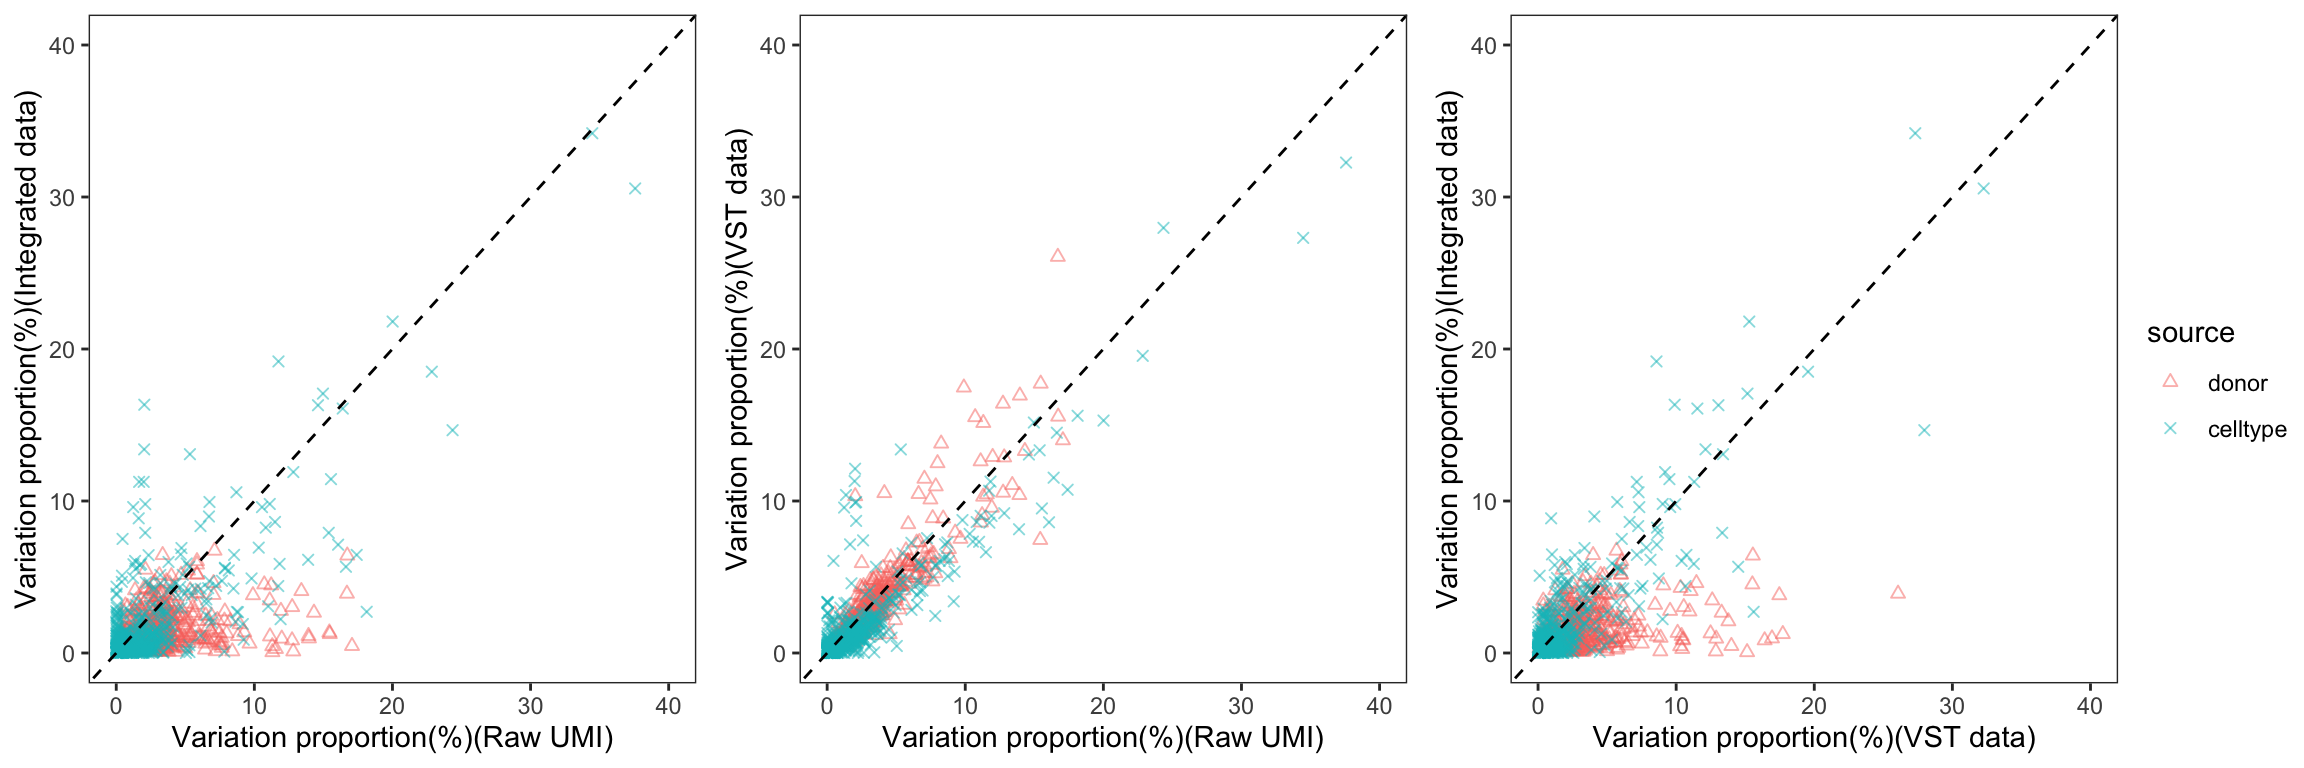 Variation proportion(%)(Integrated data)
40
30
20
10
0
0 10 20 30 40
Variation proportion(%)(Raw UMI)
Variation proportion(%)(VST data)
40
30
20
10
0
0 10 20 30 40
Variation proportion(%)(Raw UMI)
Variation proportion(%)(Integrated data)
40
30
20
10
0
0 10 20 30 40
Variation proportion(%)(VST data)
source
donor
celltype